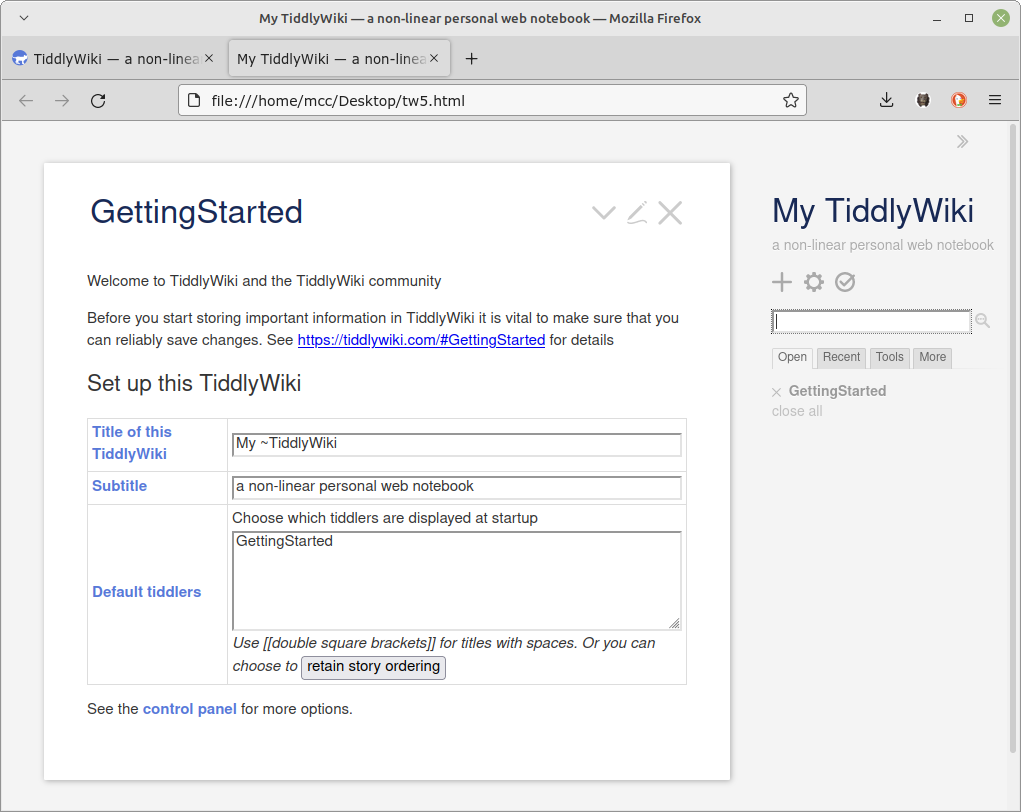 My TiddlyWiki — a non-linear personal web notebook — Mozilla Firefox
TiddlyWiki — a non-linea
My TiddlyWiki — a non-linea
file:///home/mcc/Desktop/tw5.html
GettingStarted
Welcome to TiddlyWiki and the TiddlyWiki community
Before you start storing important information in TiddlyWiki it is vital to make sure that you
can reliably save changes. See https://tiddlywiki.com/#GettingStarted for details
Set up this TiddlyWiki
Title of this
TiddlyWiki
My ~TiddlyWiki
Subtitle
a non-linear personal web notebook
Default tiddlers
Choose which tiddlers are displayed at startup
GettingStarted
Use [[double square brackets]] for titles with spaces. Or you can
choose to retain story ordering
See the control panel for more options.
My TiddlyWiki
a non-linear personal web notebook
Open Recent Tools More
GettingStarted
close all